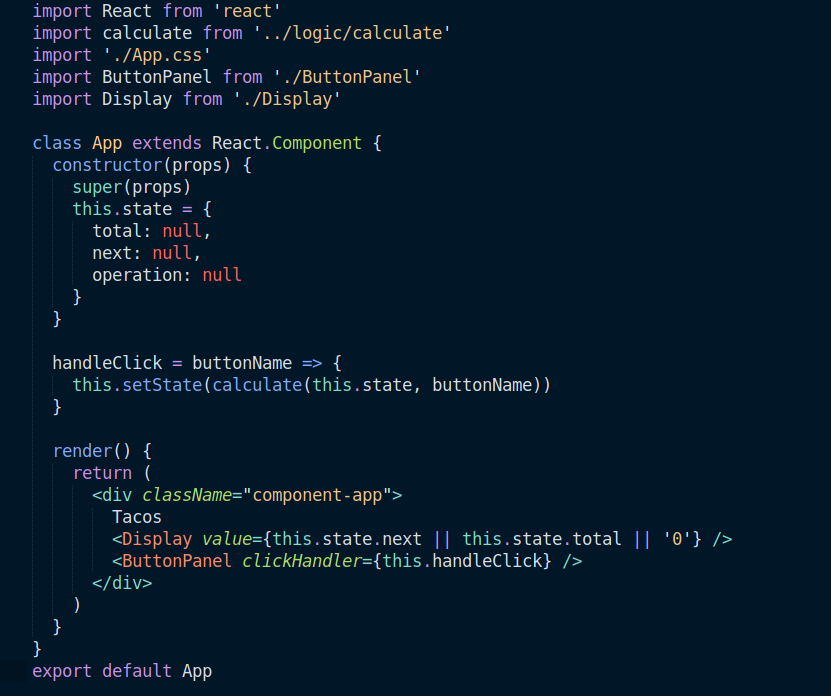 import React from 'react'
import calculate from '../logic/calculate'
import './App.css'
import ButtonPanel from './ButtonPanel'
import Display from './Display'

class App extends React.Component {
  constructor(props) {
    super(props)
    this.state = {
      total: null,
      next: null,
      operation: null
    }
  }

  handleClick = buttonName => {
    this.setState(calculate(this.state, buttonName))
  }

  render() {
    return (
      <div className="component-app">
        Tacos
        <Display value={this.state.next || this.state.total || '0'} />
        <ButtonPanel clickHandler={this.handleClick} />
      </div>
    )
  }
}
export default App